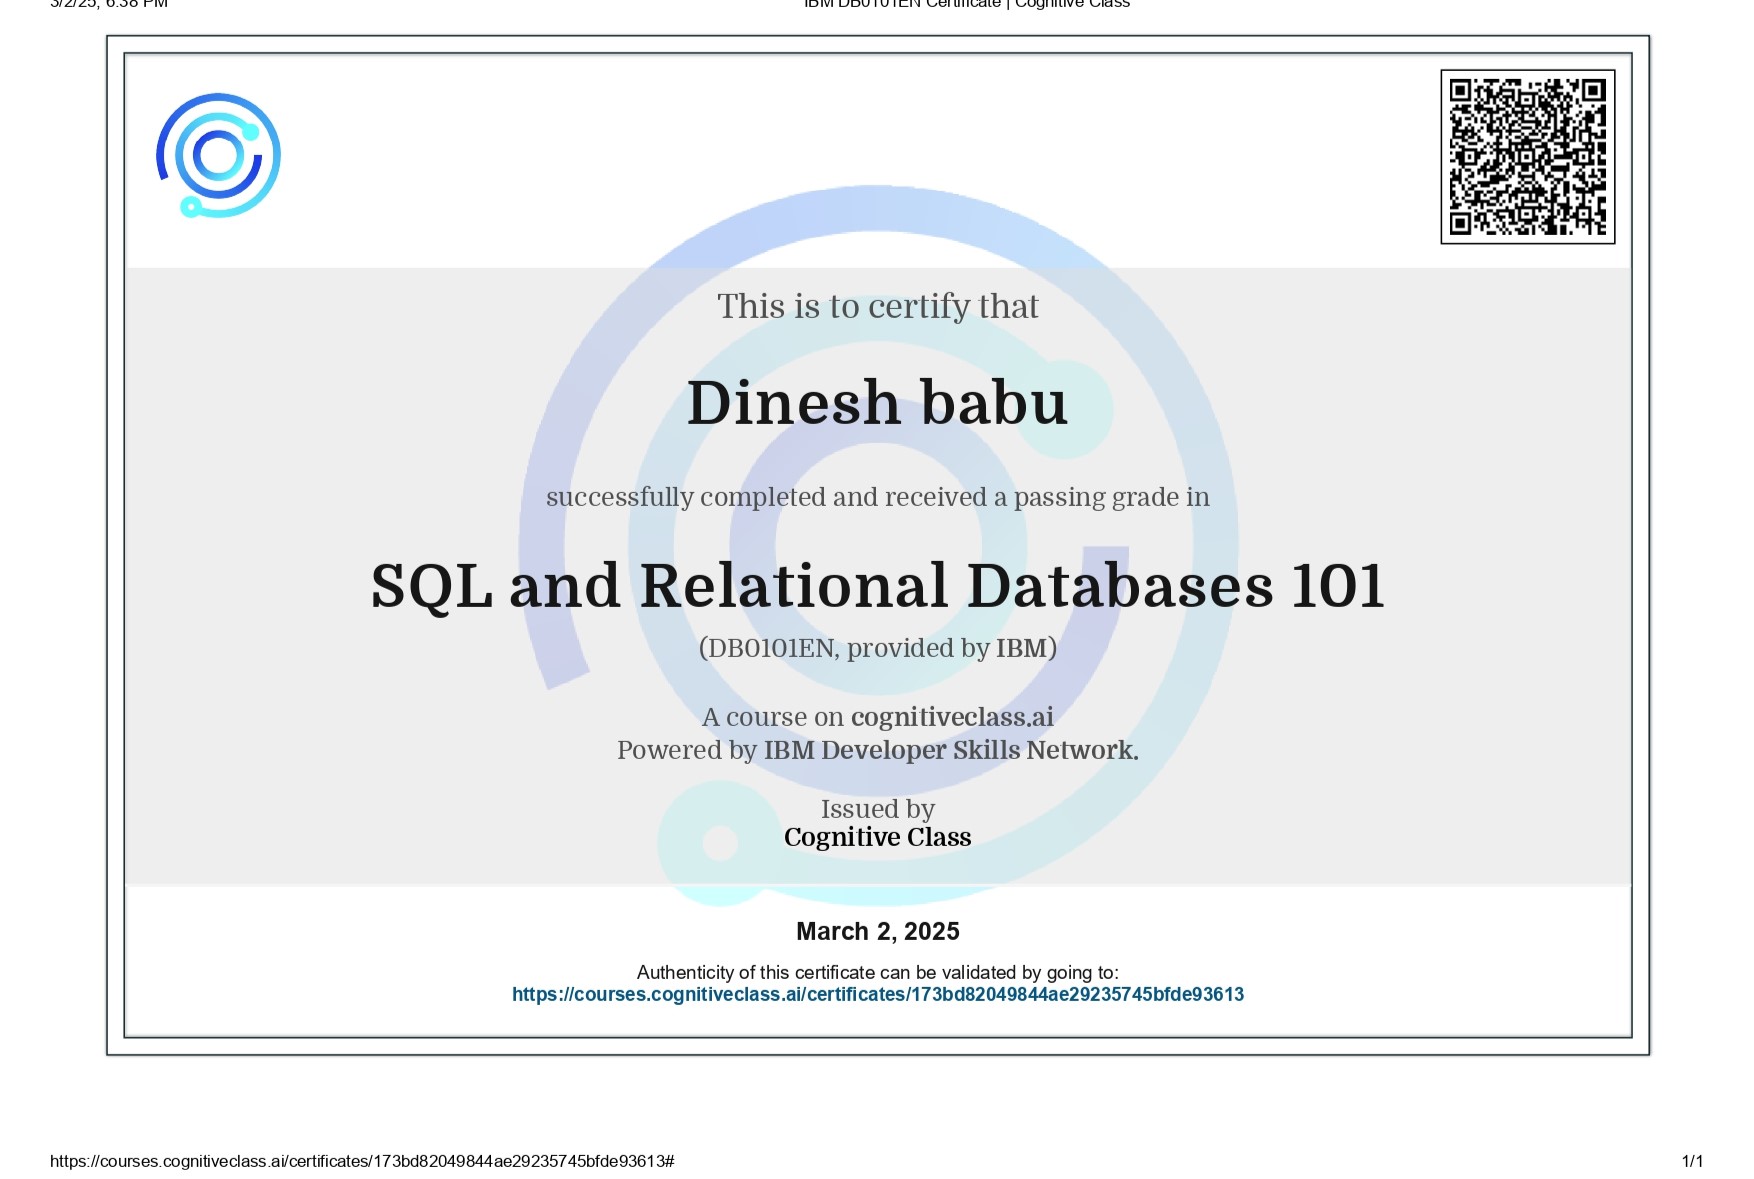 3/2/25, 6:38 PM
IBM DB0101EN Certificate | Cognitive Class
This is to certify that
Dinesh babu
successfully completed and received a passing grade in
SQL and Relational Databases 101
(DB0101EN, provided by IBM)
A course on cognitiveclass.ai
Powered by IBM Developer Skills Network.
Issued by
Cognitive Class
March 2, 2025
Authenticity of this certificate can be validated by going to:
https://courses.cognitiveclass.ai/certificates/173bd82049844ae29235745bfde93613
https://courses.cognitiveclass.ai/certificates/173bd82049844ae29235745bfde93613#
1/1